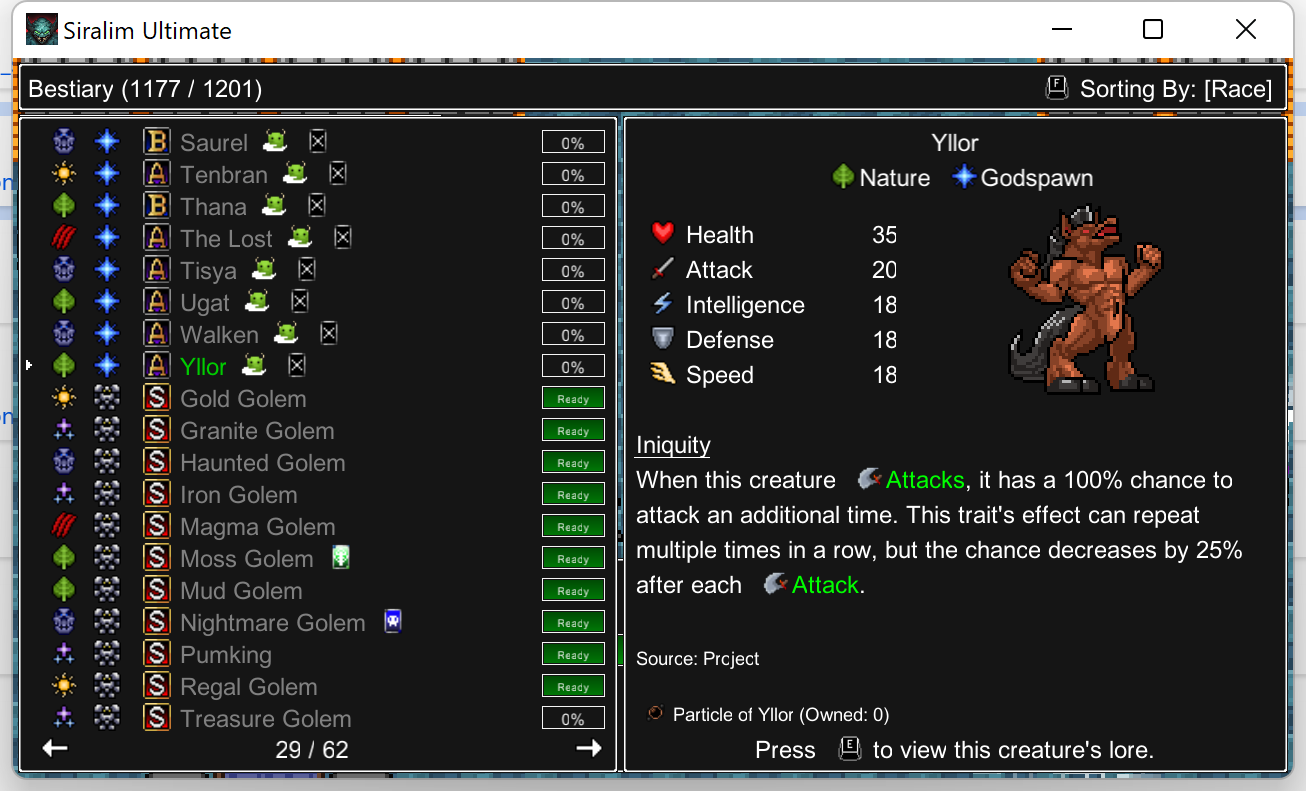 Siralim Ultimate
Bestiary (1177 / 1201)
F Sorting By: [Race]
B Saurel 0%
A Tenbran 0%
B Thana 0%
A The Lost 0%
A Tisya 0%
A Ugat 0%
A Walken 0%
A Yllor 0%
S Gold Golem Ready
S Granite Golem Ready
S Haunted Golem Ready
S Iron Golem Ready
S Magma Golem Ready
S Moss Golem Ready
S Mud Golem Ready
S Nightmare Golem Ready
S Pumking Ready
S Regal Golem Ready
S Treasure Golem 0%
29 / 62
Yllor
Nature Godspawn
Health 35
Attack 20
Intelligence 18
Defense 18
Speed 18
Iniquity
When this creature Attacks, it has a 100% chance to
attack an additional time. This trait's effect can repeat
multiple times in a row, but the chance decreases by 25%
after each Attack.
Source: Project
Particle of Yllor (Owned: 0)
Press E to view this creature's lore.